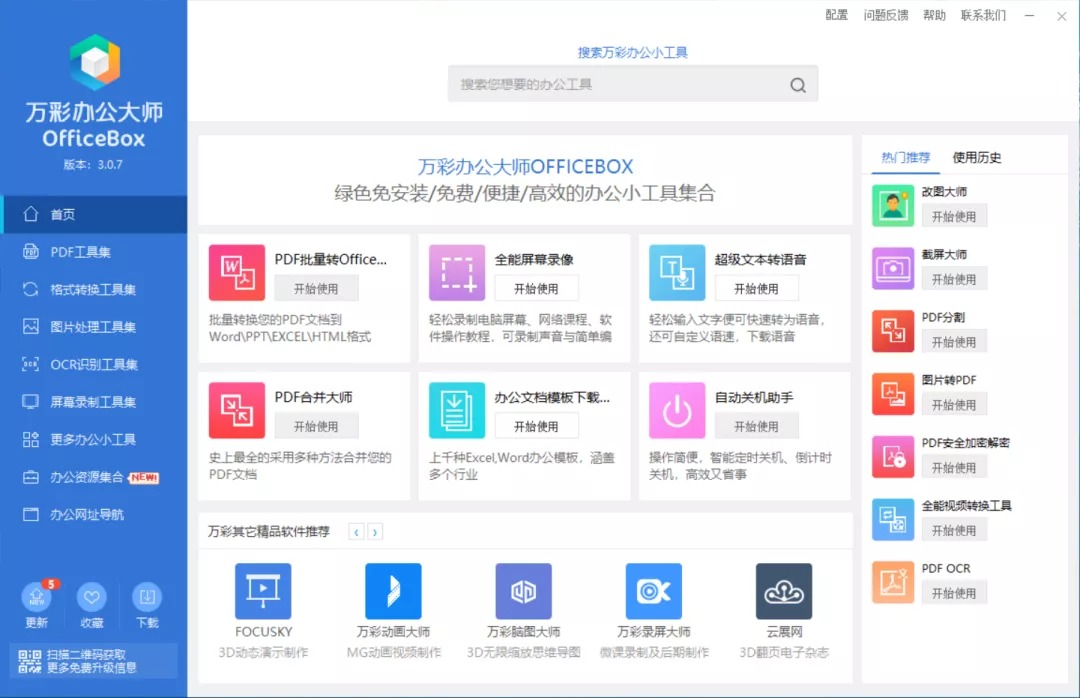 配置 问题反馈 帮助 联系我们
万彩办公大师
OfficeBox
版本：3.0.7
首页
PDF工具集
格式转换工具集
图片处理工具集
OCR识别工具集
屏幕录制工具集
更多办公小工具
办公资源集合 NEW!
办公网址导航
5
NEW
更新 收藏 下载
扫描二维码获取
更多免费升级信息
搜索万彩办公小工具
搜索您想要的办公工具
万彩办公大师OFFICEBOX
绿色免安装/免费/便捷/高效的办公小工具集合
PDF批量转Office...
开始使用
批量转换您的PDF文档到
Word\PPT\EXCEL\HTML格式
全能屏幕录像
开始使用
轻松录制电脑屏幕、网络课程、软
件操作教程，可录制声音与简单编
超级文本转语音
开始使用
轻松输入文字便可快速转为语音，
还可自定义语速，下载语音
PDF合并大师
开始使用
史上最全的采用多种方法合并您的
PDF文档
办公文档模板下载...
开始使用
上千种Excel,Word办公模板，涵盖
多个行业
自动关机助手
开始使用
操作简便，智能定时关机、倒计时
关机，高效又省事
万彩其它精品软件推荐
FOCUSKY
3D动态演示制作
万彩动画大师
MG动画视频制作
万彩脑图大师
3D无限缩放思维导图
万彩录屏大师
微课录制及后期制作
云展网
3D翻页电子杂志
热门推荐 使用历史
改图大师
开始使用
截屏大师
开始使用
PDF分割
开始使用
图片转PDF
开始使用
PDF安全加密解密
开始使用
全能视频转换工具
开始使用
PDF OCR
开始使用